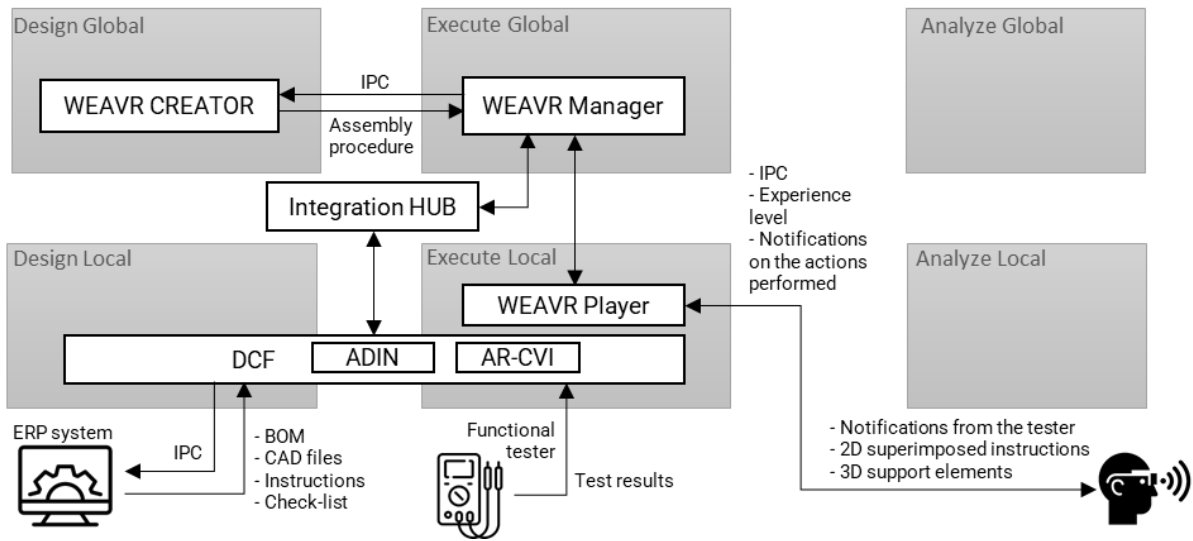 Design Global
Execute Global
Analyze Global
WEAVR CREATOR
IPC
WEAVR Manager
Assembly
procedure
Integration HUB
- IPC
- Experience
level
- Notifications
on the actions
performed
Design Local
Execute Local
Analyze Local
WEAVR Player
DCF
ADIN
AR-CVI
ERP system
IPC
- BOM
- CAD files
- Instructions
- Check-list
Functional
tester
Test results
- Notifications from the tester
- 2D superimposed instructions
- 3D support elements